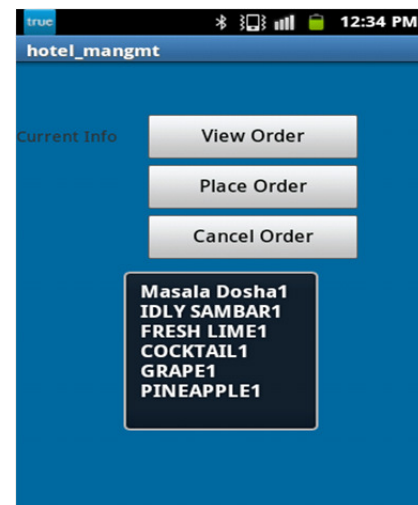 true 12:34 PM
hotel_mangmt
Current Info View Order
Place Order
Cancel Order
Masala Dosha1
IDLY SAMBAR1
FRESH LIME1
COCKTAIL1
GRAPE1
PINEAPPLE1